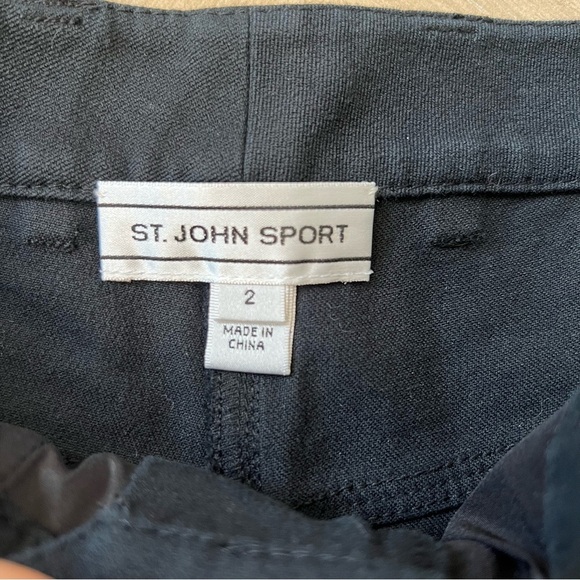 ST. JOHN SPORT
2
MADE IN
CHINA